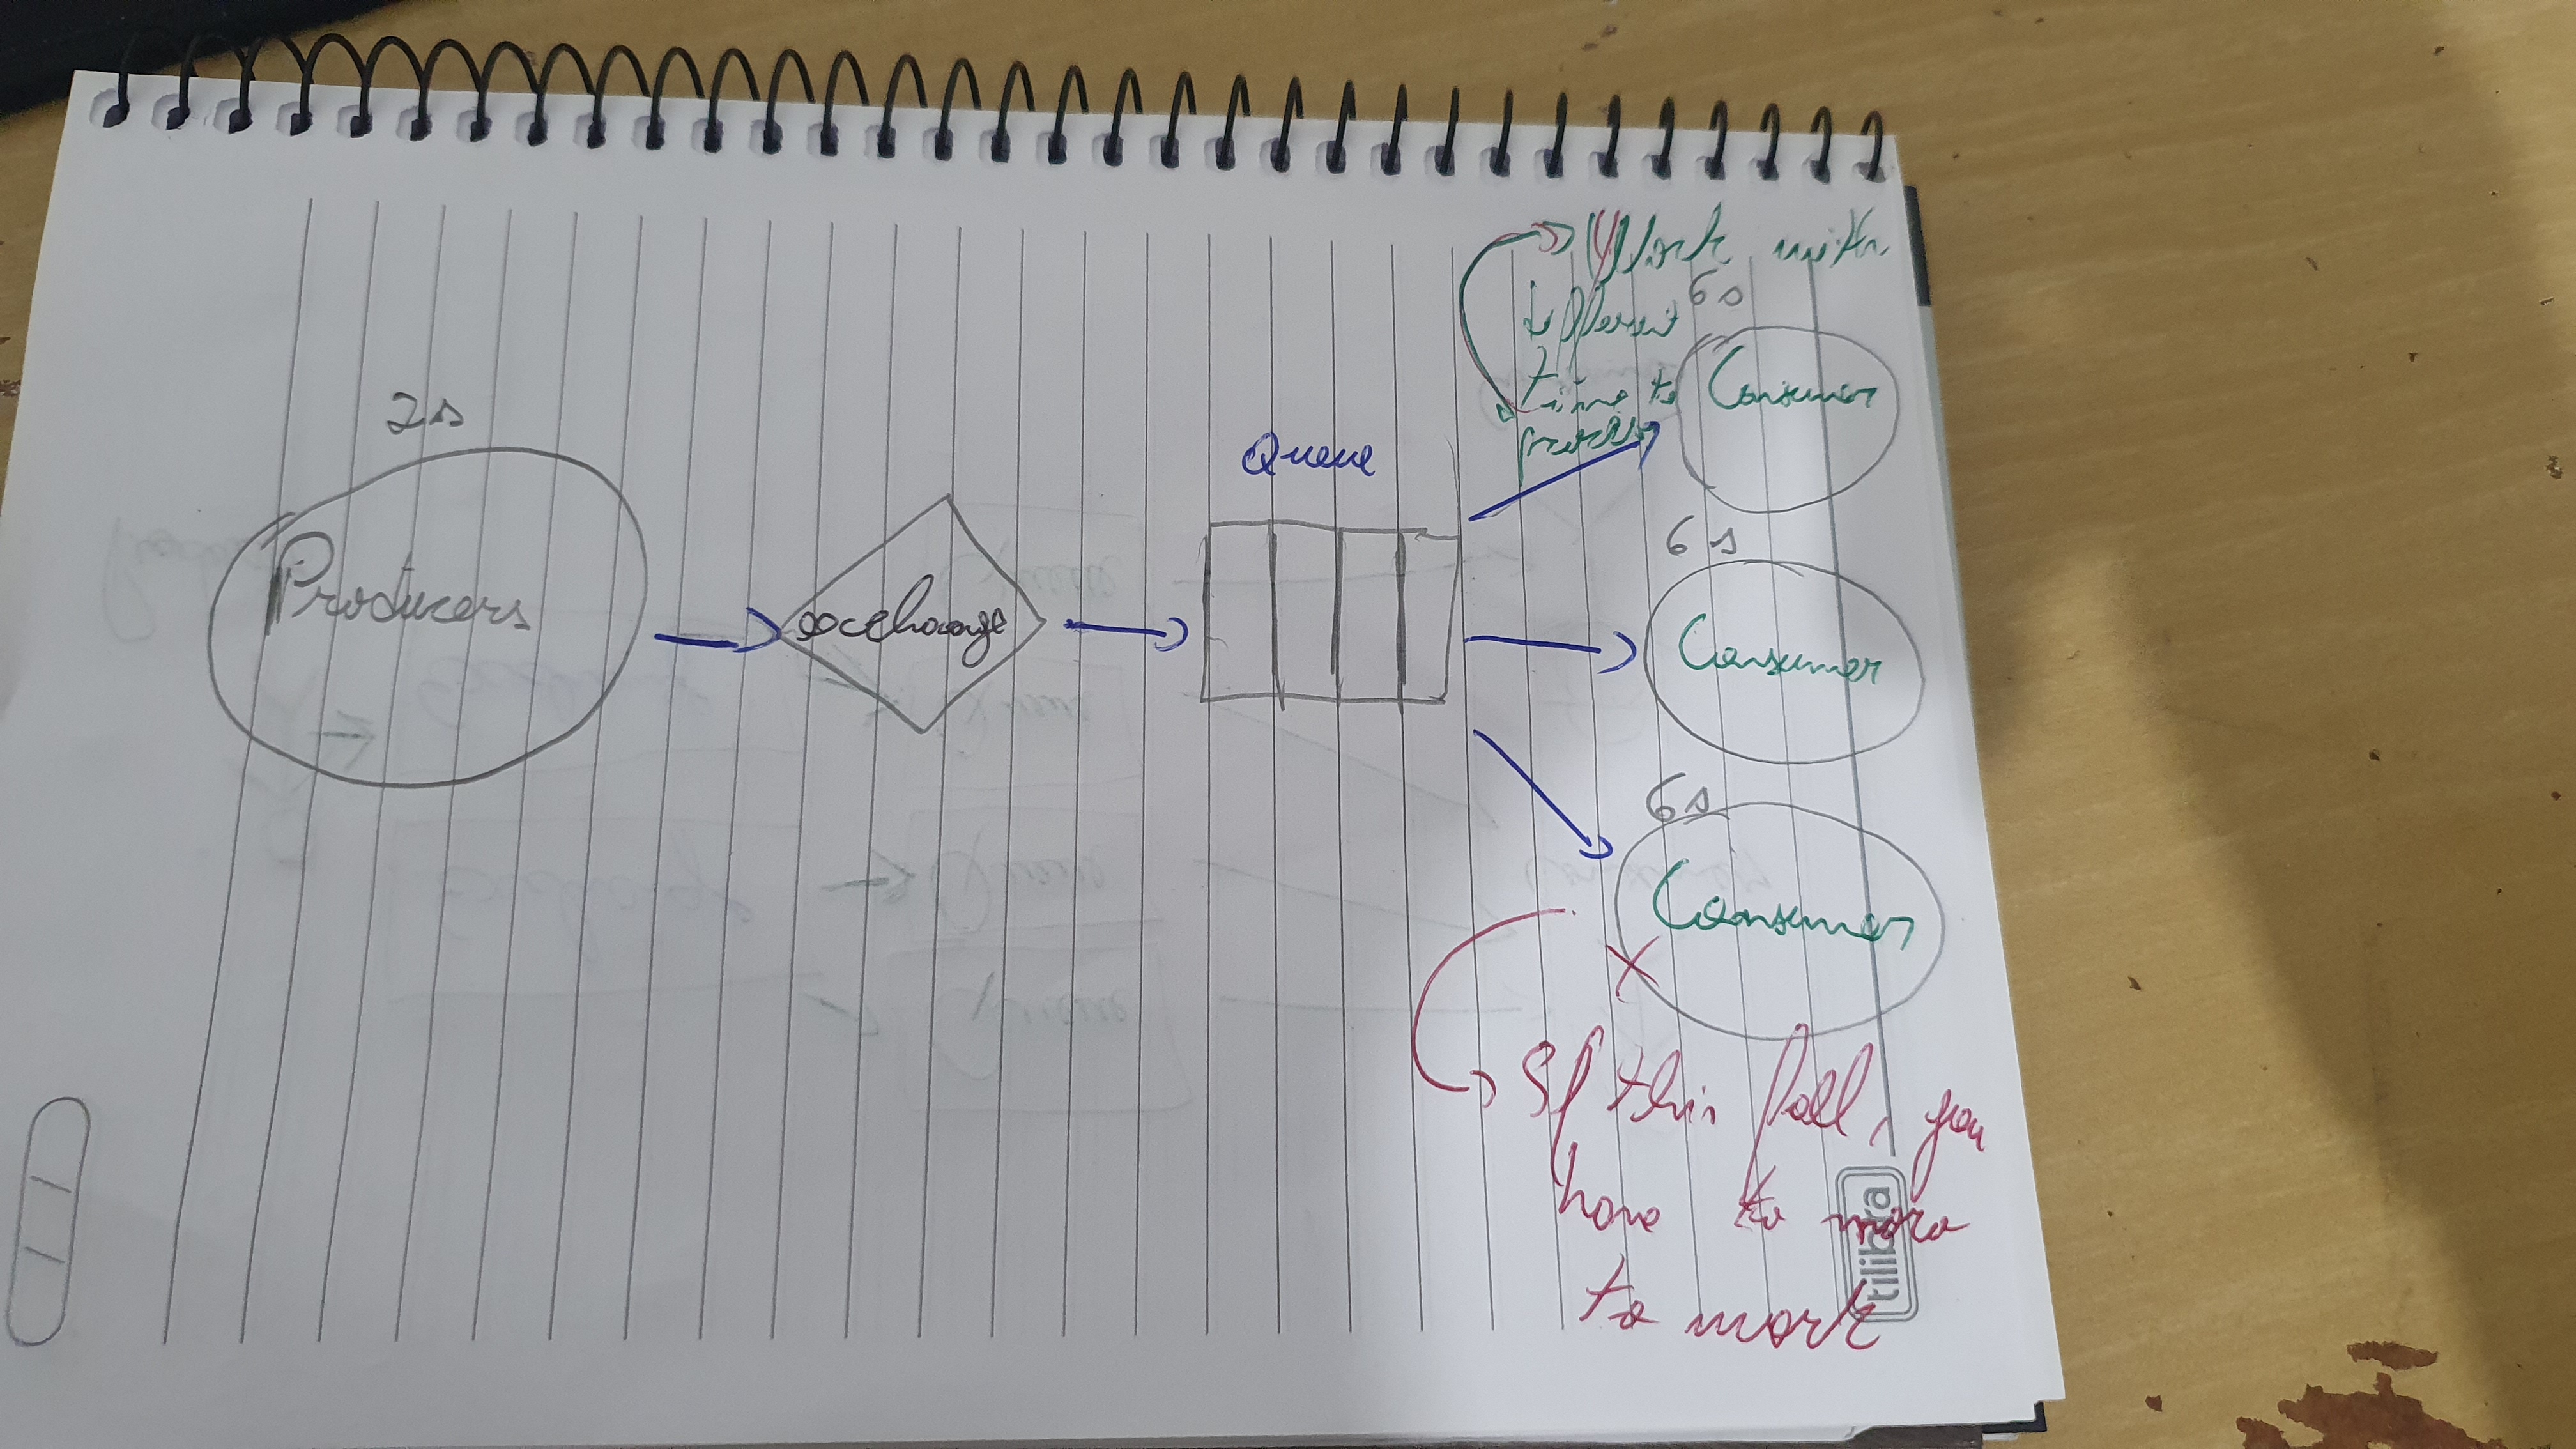 Work with
different
time to
process
6s
Consumer
2s
Producers
exchange
Queue
6s
Consumer
6s
Consumer
If this fall, you
have to more
to work
tilibra